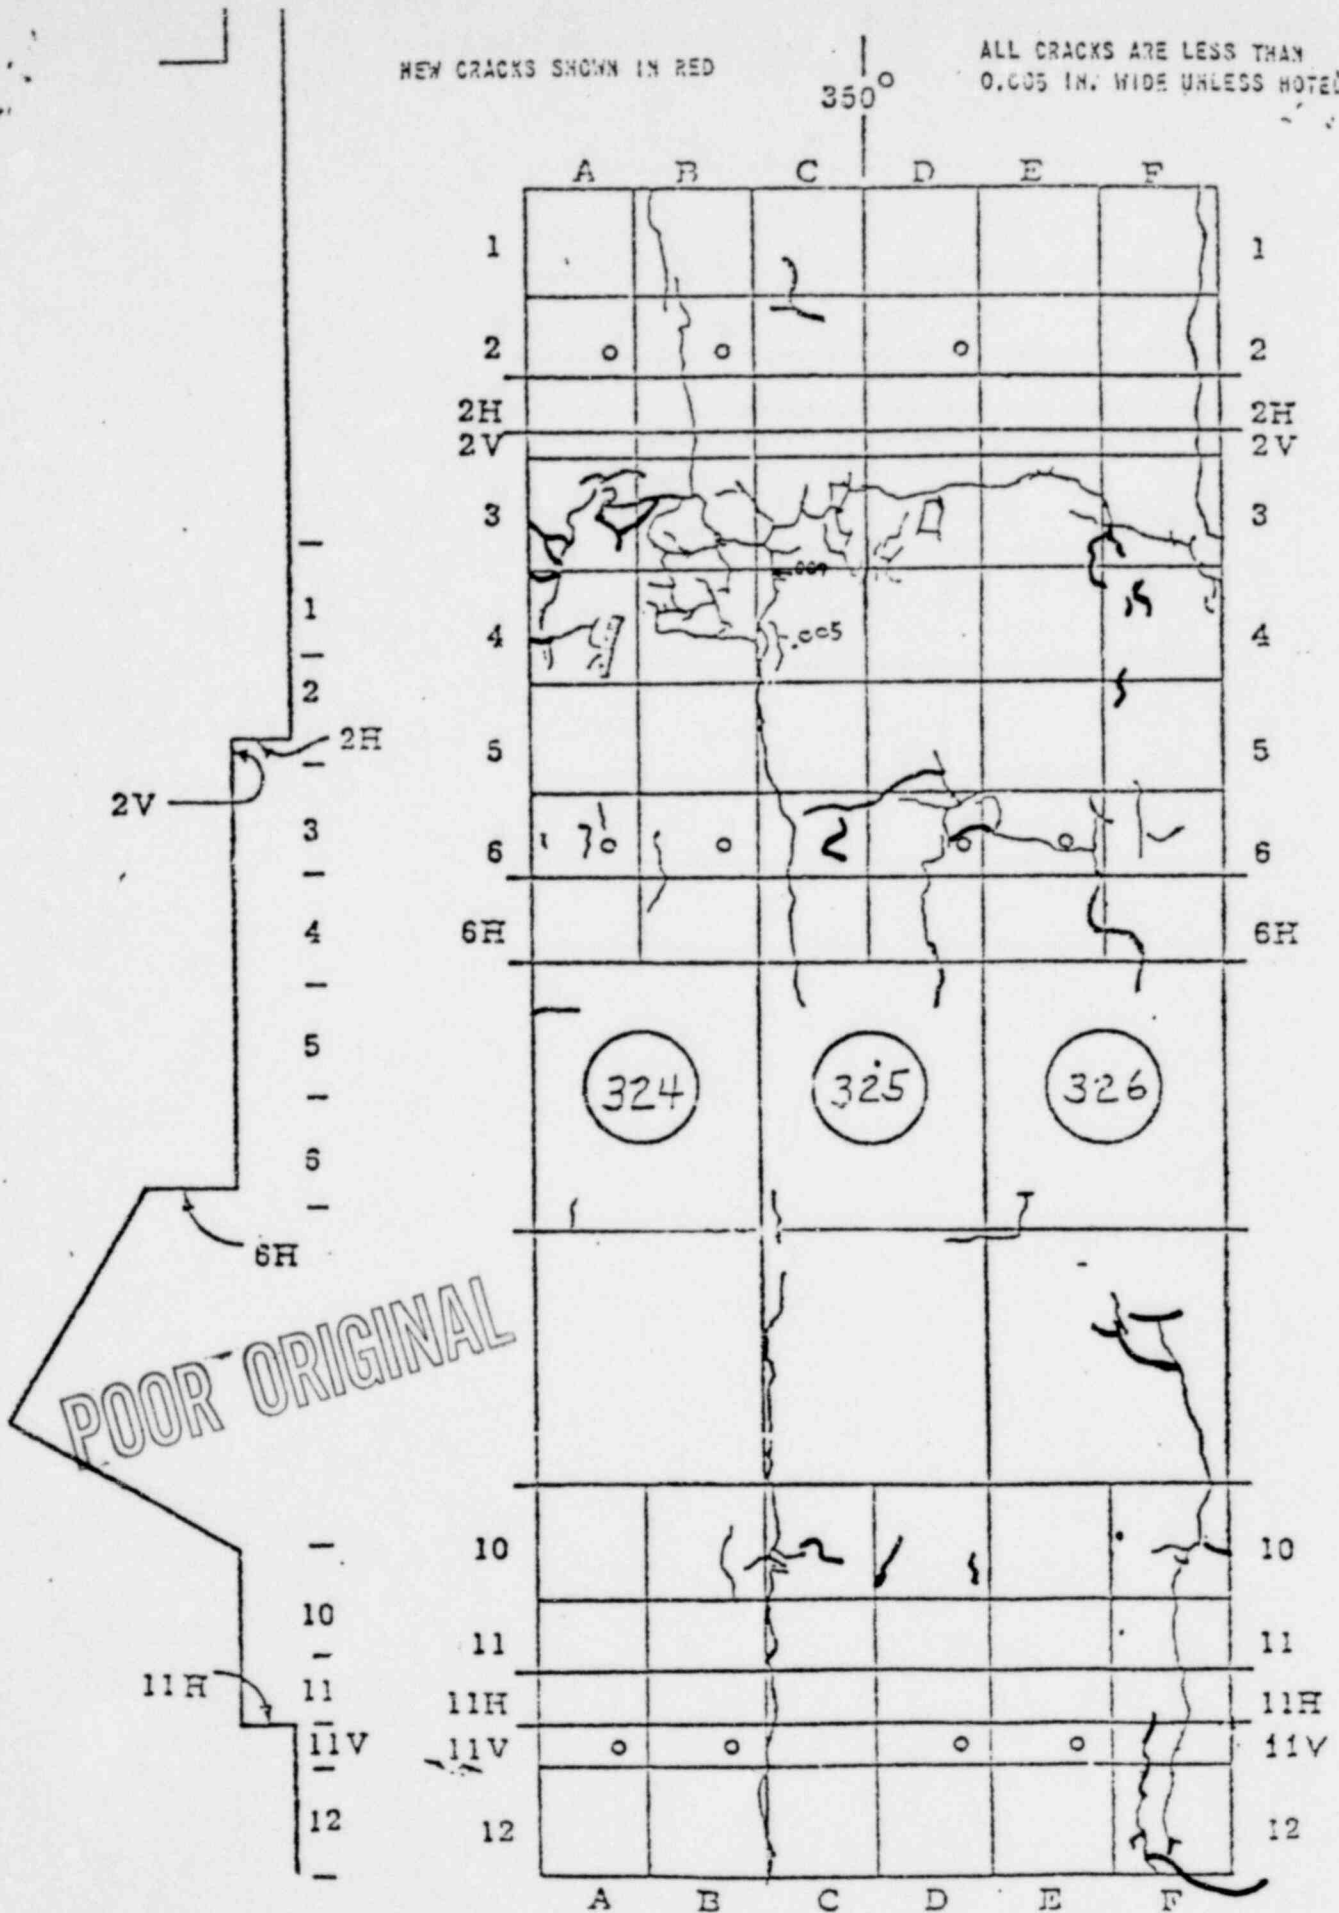 NEW CRACKS SHOWN IN RED
350°
ALL CRACKS ARE LESS THAN
0.005 IN. WIDE UNLESS NOTED
A B C D E F
1 1
2 2
2H 2H
2V 2V
3 3
4 4
.005
5 5
6 6
6H 6H
324 325 326
10 10
11 11
11H 11H
11V 11V
12 12
A B C D E F
1
2
2H
2V
3
4
5
6
6H
POOR ORIGINAL
10
11H
11
11V
12